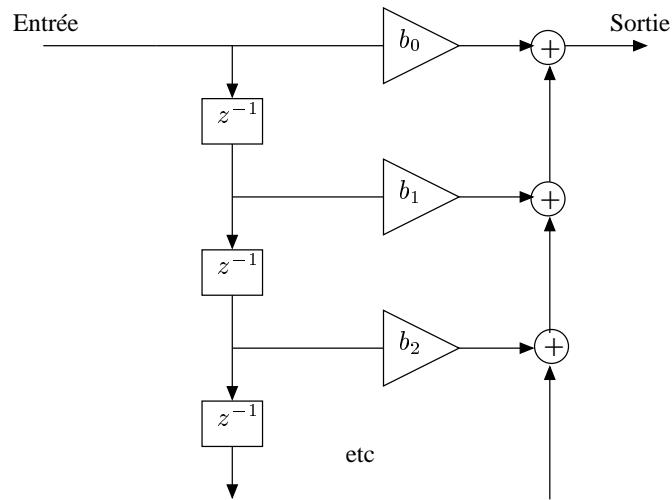 Entrée
Sortie
b₀
+
z⁻¹
b₁
+
z⁻¹
b₂
+
z⁻¹
etc